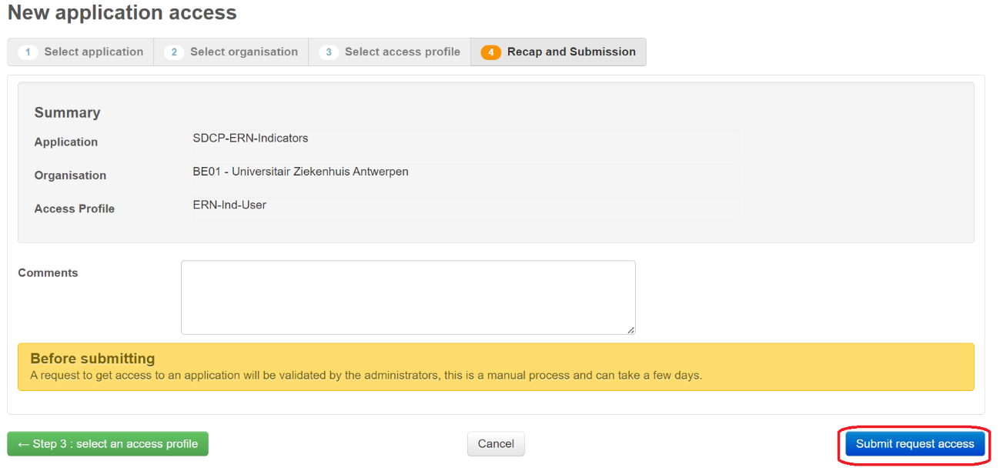 New application access
1 Select application 2 Select organisation 3 Select access profile 4 Recap and Submission
Summary
Application SDCP-ERN-Indicators
Organisation BE01 - Universitair Ziekenhuis Antwerpen
Access Profile ERN-Ind-User
Comments
Before submitting
A request to get access to an application will be validated by the administrators, this is a manual process and can take a few days.
← Step 3 : select an access profile Cancel Submit request access